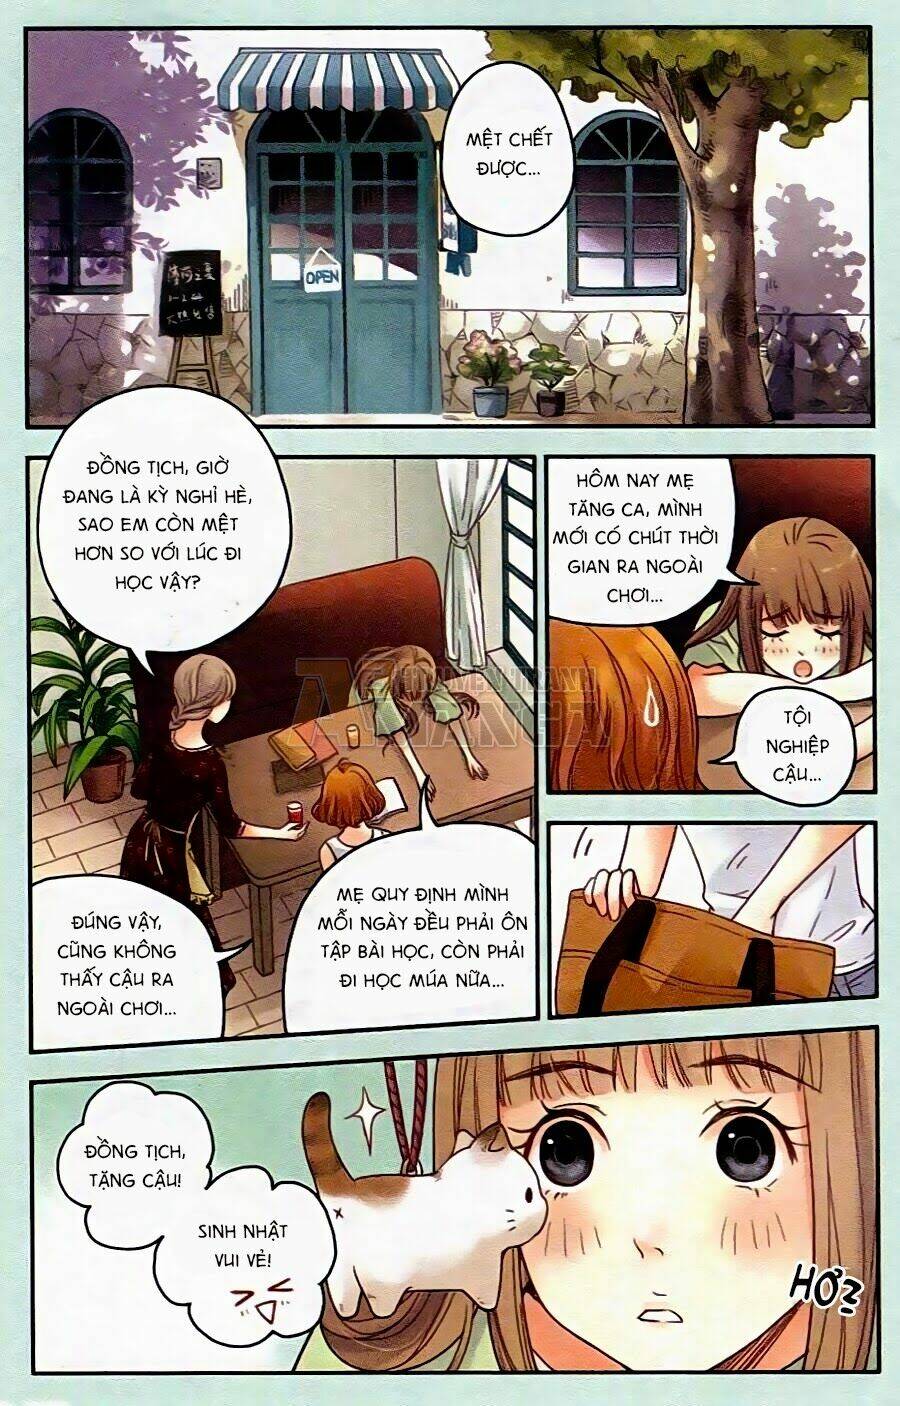 MỆT CHẾT
ĐƯỢC...
OPEN
ĐỒNG TỊCH, GIỜ
ĐANG LÀ KỲ NGHỈ HÈ,
SAO EM CÒN MỆT
HƠN SO VỚI LÚC ĐI
HỌC VẬY?
MẸ QUY ĐỊNH MÌNH
MỖI NGÀY ĐỀU PHẢI ÔN
TẬP BÀI HỌC, CÒN PHẢI
ĐI HỌC MÚA NỮA...
ĐÚNG VẬY,
CŨNG KHÔNG
THẤY CẬU RA
NGOÀI CHƠI...
HÔM NAY MẸ
TĂNG CA, MÌNH
MỚI CÓ CHÚT THỜI
GIAN RA NGOÀI
CHƠI...
TỘI
NGHIỆP
CẬU...
ĐỒNG TỊCH,
TẶNG CẬU!
SINH NHẬT
VUI VẺ!
HƠ?